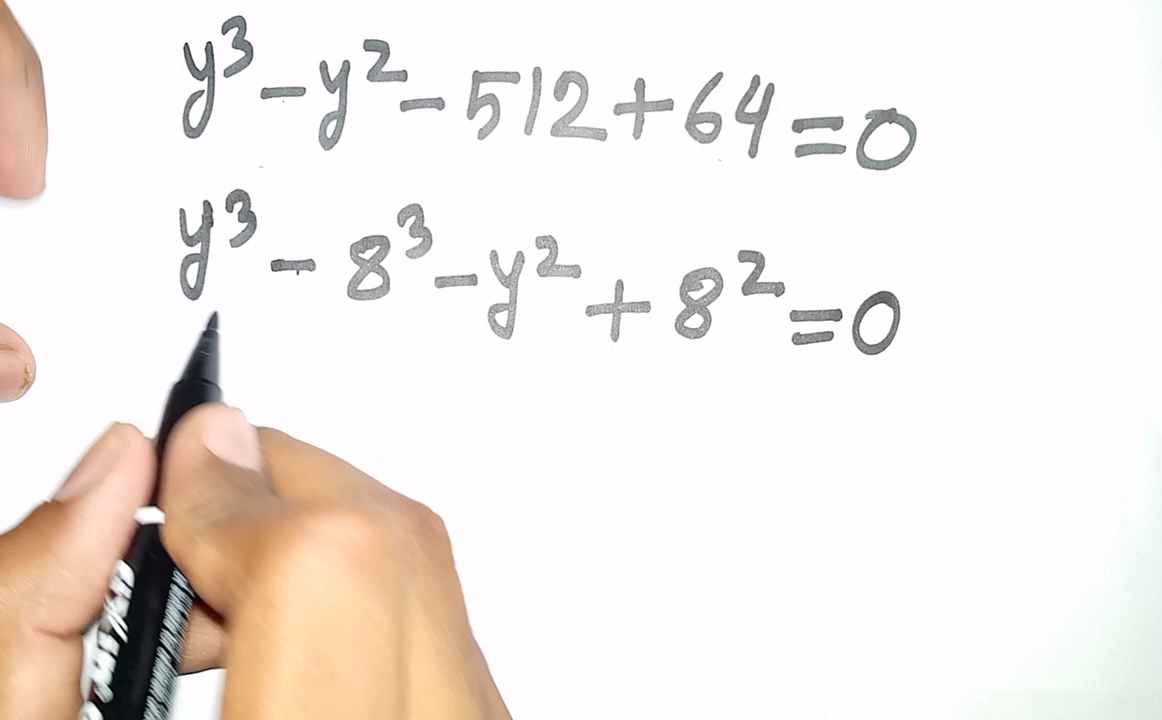 y³ - y² - 512 + 64 = 0
y³ - 8³ - y² + 8² = 0